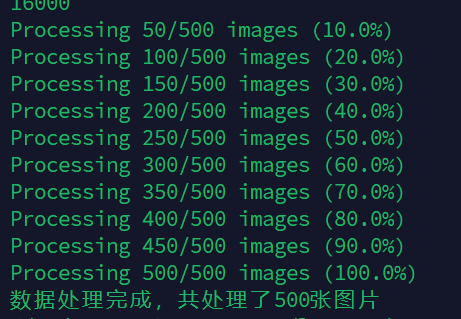 16000
Processing 50/500 images (10.0%)
Processing 100/500 images (20.0%)
Processing 150/500 images (30.0%)
Processing 200/500 images (40.0%)
Processing 250/500 images (50.0%)
Processing 300/500 images (60.0%)
Processing 350/500 images (70.0%)
Processing 400/500 images (80.0%)
Processing 450/500 images (90.0%)
Processing 500/500 images (100.0%)
数据处理完成，共处理了500张图片